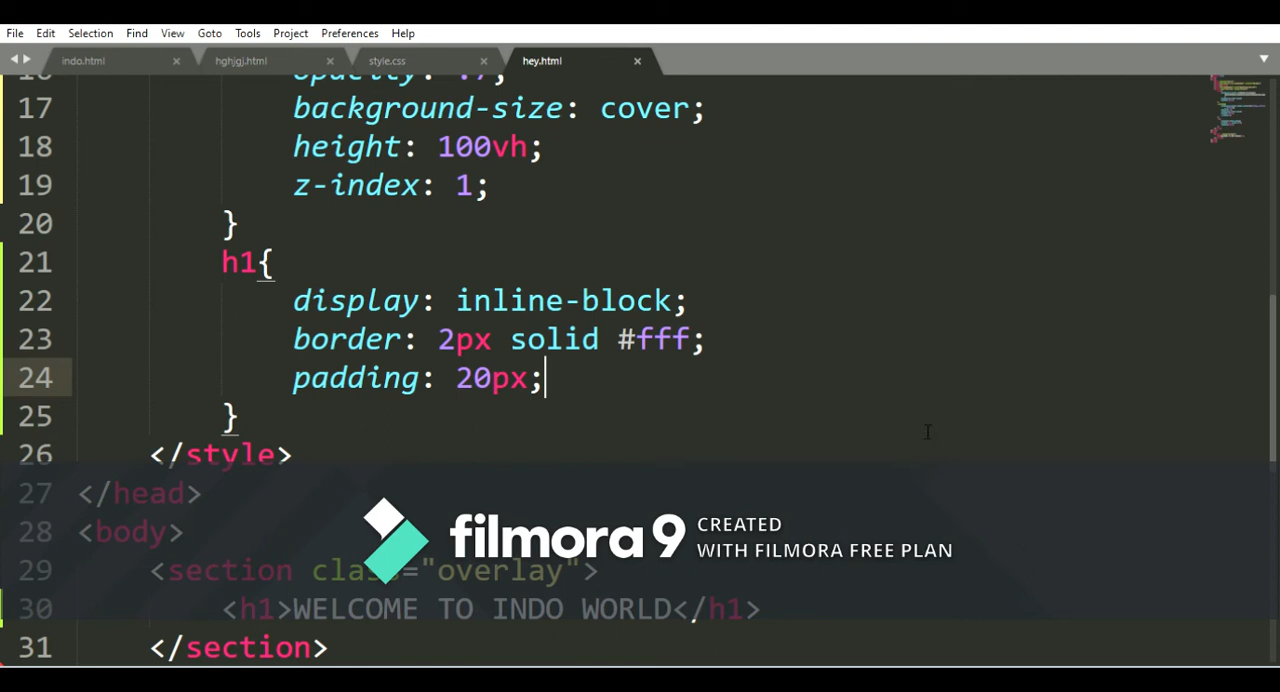 File Edit Selection Find View Goto Tools Project Preferences Help
indo.html hghjgj.html style.css hey.html
17 background-size: cover;
18 height: 100vh;
19 z-index: 1;
20 }
21 h1{
22 display: inline-block;
23 border: 2px solid #fff;
24 padding: 20px;
25 }
26 </style>
27 </head>
28 <body>
29 <section class="overlay">
30 <h1>WELCOME TO INDO WORLD</h1>
31 </section>
filmora 9 CREATED
WITH FILMORA FREE PLAN